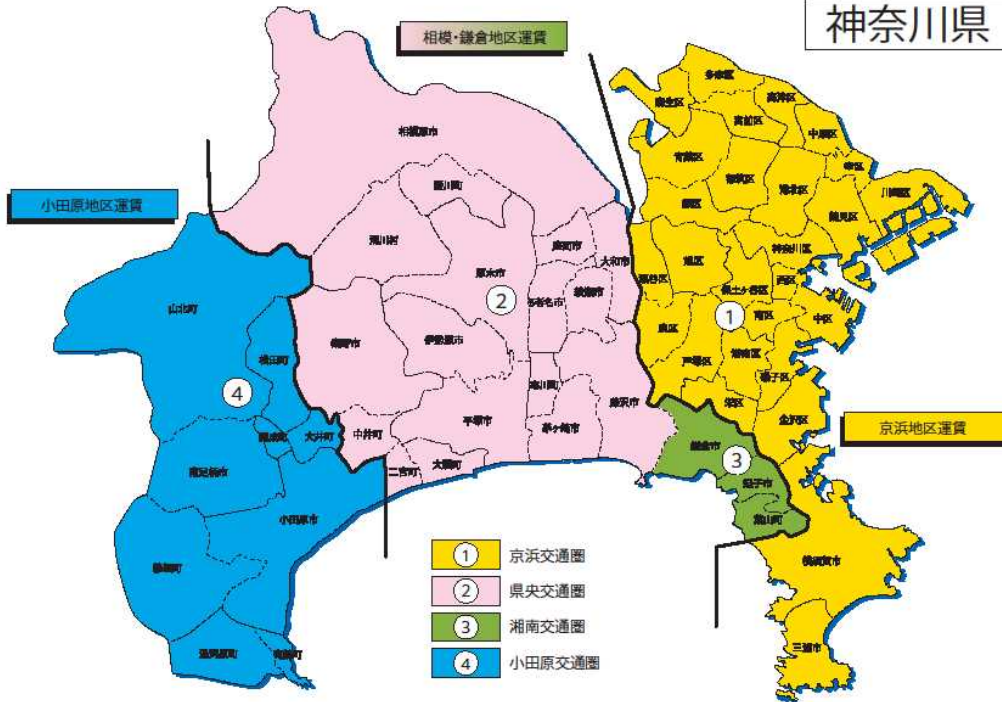 神奈川県
相模・鎌倉地区運賃
小田原地区運賃
京浜地区運賃
多摩区
麻生区
高津区
宮前区
中原区
幸区
川崎区
青葉区
都筑区
港北区
鶴見区
緑区
神奈川区
旭区
瀬谷区
保土ヶ谷区
西区
南区
中区
泉区
戸塚区
港南区
磯子区
栄区
金沢区
①
相模原市
愛川町
清川村
厚木市
座間市
大和市
海老名市
綾瀬市
②
秦野市
伊勢原市
寒川町
藤沢市
平塚市
茅ヶ崎市
中井町
二宮町
大磯町
山北町
松田町
④
開成町
大井町
南足柄市
小田原市
箱根町
湯河原町
真鶴町
鎌倉市
③
逗子市
葉山町
横須賀市
三浦市
① 京浜交通圏
② 県央交通圏
③ 湘南交通圏
④ 小田原交通圏